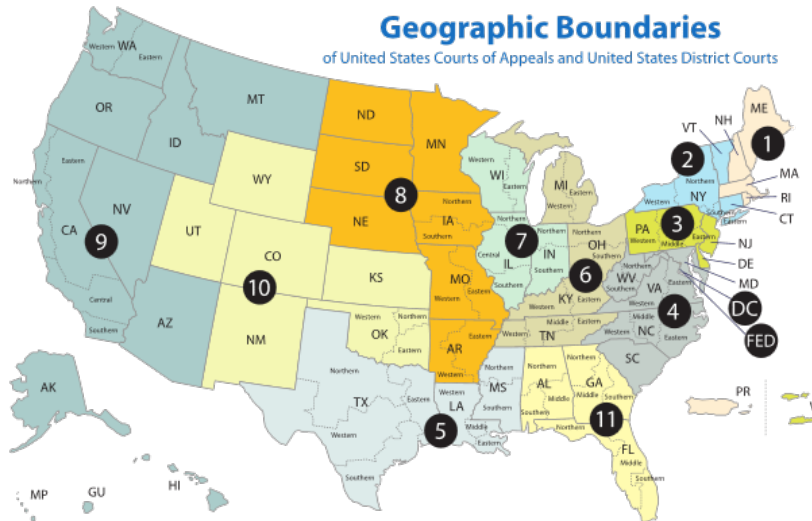 Geographic Boundaries
of United States Courts of Appeals and United States District Courts
Western
WA
Eastern
OR
MT
ID
ND
MN
SD
WY
NE
8
Western
WI
Eastern
MI
Western
Eastern
VT
NH
ME
1
2
Northern
NY
Western
Southern
Eastern
MA
RI
CT
Northern
Eastern
CA
NV
9
Central
Southern
UT
CO
10
KS
AZ
NM
Northern
IA
Southern
MO
Western
Eastern
Northern
7
Central
IL
Southern
Northern
IN
Southern
Northern
OH
Southern
6
KY
Western
Eastern
PA
3
Western
Middle
Eastern
NJ
DE
MD
DC
FED
Northern
WV
Southern
VA
Eastern
Western
4
Middle
NC
Western
Eastern
SC
Middle
Eastern
Western
TN
OK
Western
Northern
Eastern
AR
Eastern
Western
Northern
TX
Eastern
Western
Southern
Western
LA
Middle
Eastern
5
Northern
MS
Southern
Northern
AL
Middle
Southern
Northern
GA
Middle
Southern
11
Northern
FL
Middle
Southern
PR
AK
HI
GU
MP